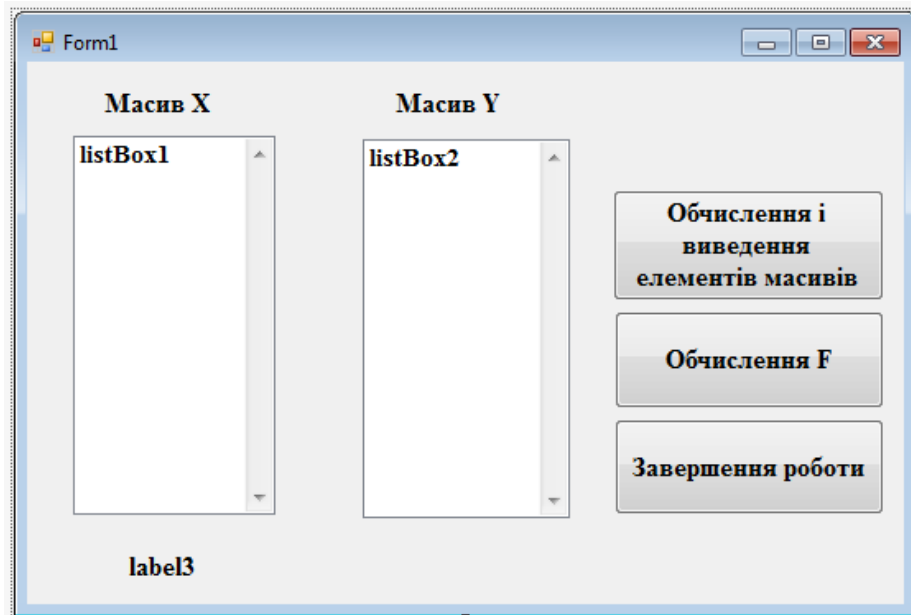 Form1
Масив X
Масив Y
listBox1
listBox2
Обчислення і
виведення
елементів масивів
Обчислення F
Завершення роботи
label3